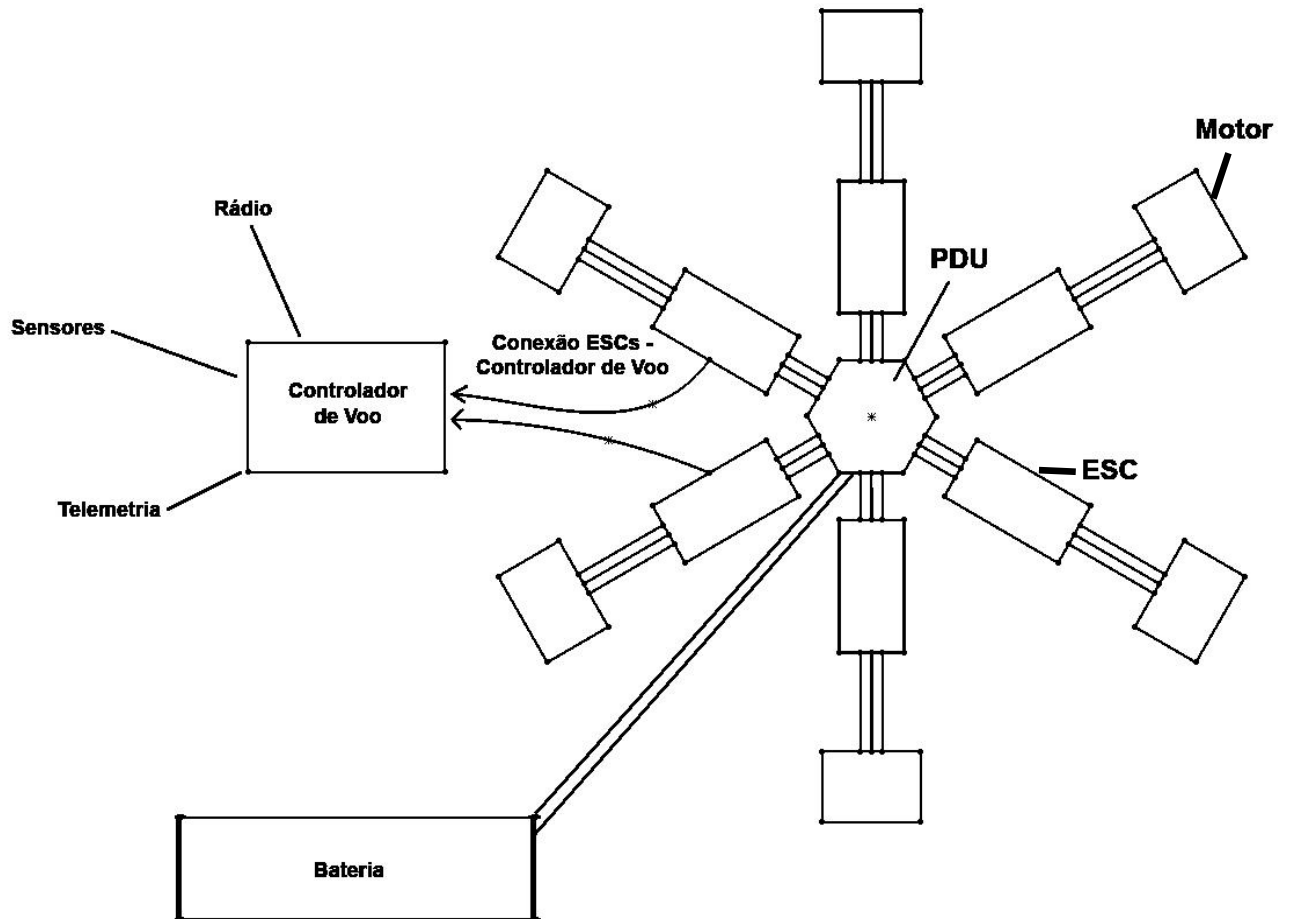 Motor
Rádio
PDU
Sensores
Conexão ESCs -
Controlador de Voo
Controlador
de Voo
ESC
Telemetria
Bateria